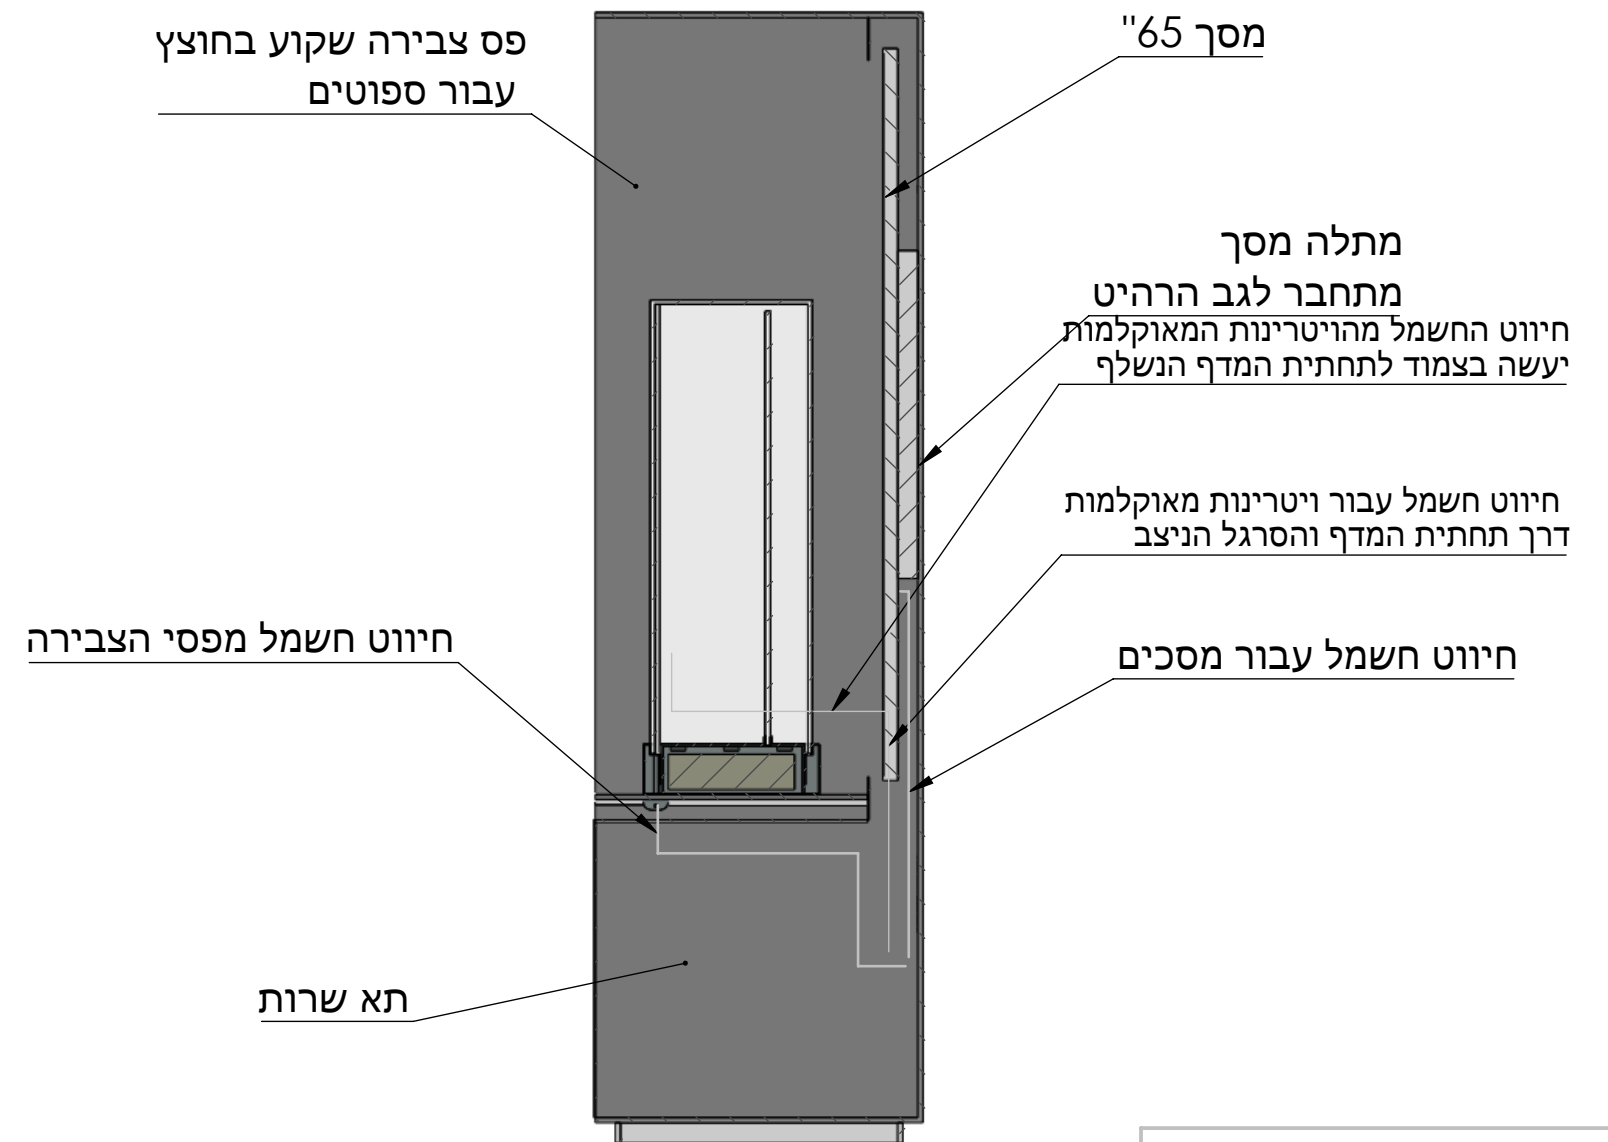 פס צבירה שקוע בחוצץ
עבור ספוטים
מסך 65"
מתלה מסך
מתחבר לגב הרהיט
חיווט החשמל מהויטרינות המאוקלמות
יעשה בצמוד לתחתית המדף הנשלף
חיווט חשמל עבור ויטרינות מאוקלמות
דרך תחתית המדף והסרגל הניצב
חיווט חשמל מפסי הצבירה
חיווט חשמל עבור מסכים
תא שרות